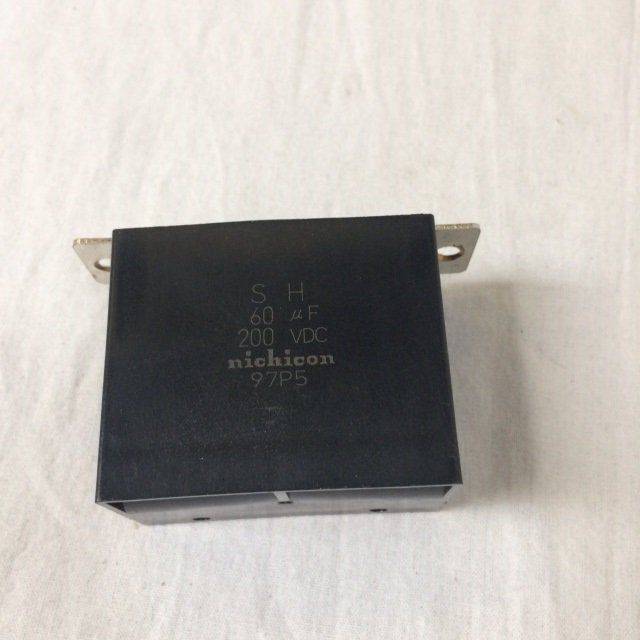 S H
60 μF
200 VDC
nichicon
97P5